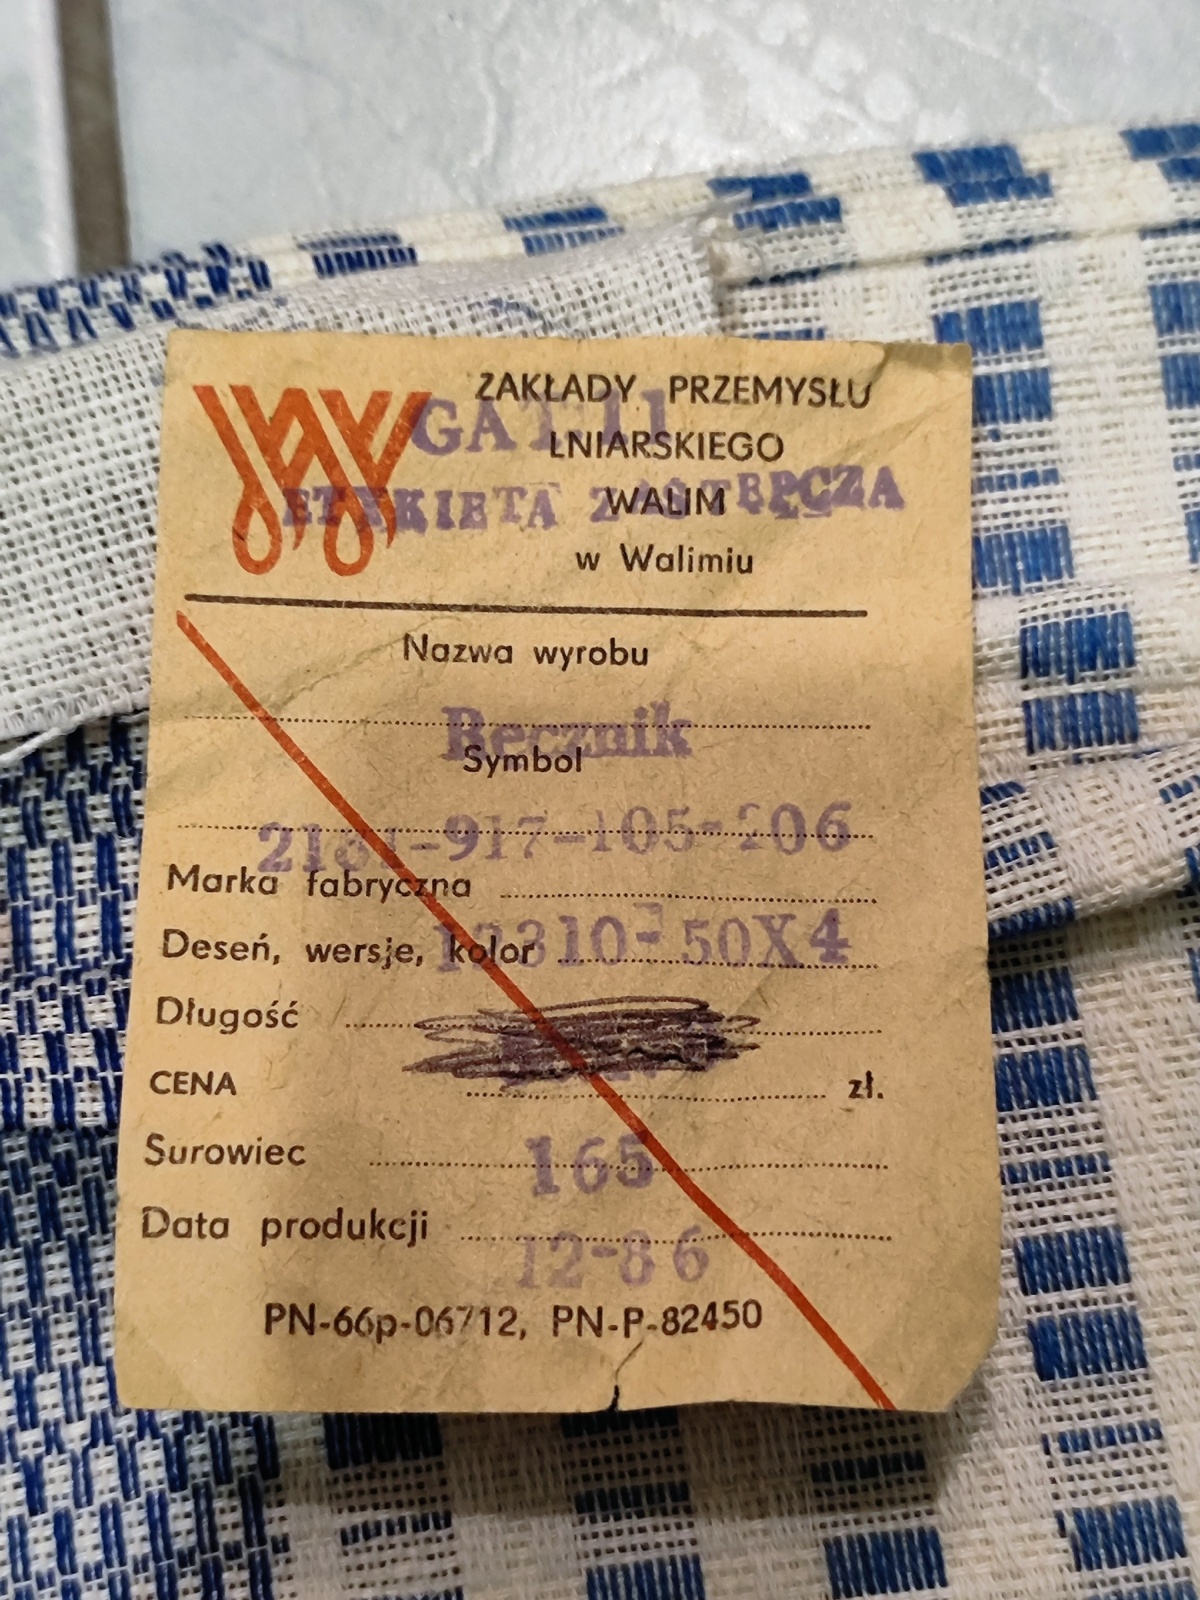 ZAKŁADY PRZEMYSŁU
GAT. II
LNIARSKIEGO
ETYKIETA ZASTĘPCZA
WALIM
w Walimiu
Nazwa wyrobu
Ręcznik
Symbol
917-105-206
Marka fabryczna
Deseń, wersje, kolor
50X4
Długość
CENA zł.
Surowiec
165
Data produkcji
12-86
PN-66p-06712, PN-P-82450